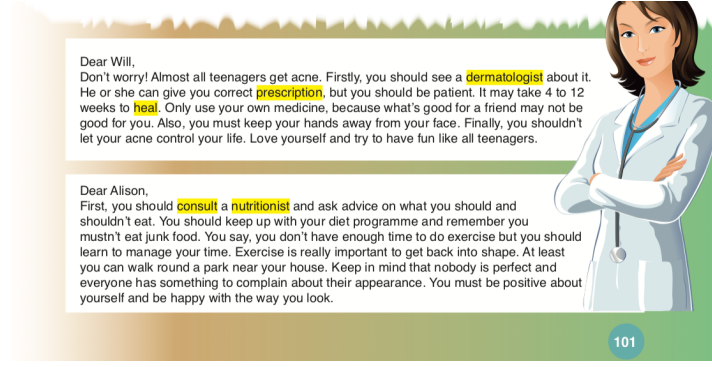 Dear Will,
Don't worry! Almost all teenagers get acne. Firstly, you should see a dermatologist about it.
He or she can give you correct prescription, but you should be patient. It may take 4 to 12
weeks to heal. Only use your own medicine, because what's good for a friend may not be
good for you. Also, you must keep your hands away from your face. Finally, you shouldn't
let your acne control your life. Love yourself and try to have fun like all teenagers.
Dear Alison,
First, you should consult a nutritionist and ask advice on what you should and
shouldn't eat. You should keep up with your diet programme and remember you
mustn't eat junk food. You say, you don't have enough time to do exercise but you should
learn to manage your time. Exercise is really important to get back into shape. At least
you can walk round a park near your house. Keep in mind that nobody is perfect and
everyone has something to complain about their appearance. You must be positive about
yourself and be happy with the way you look.
101